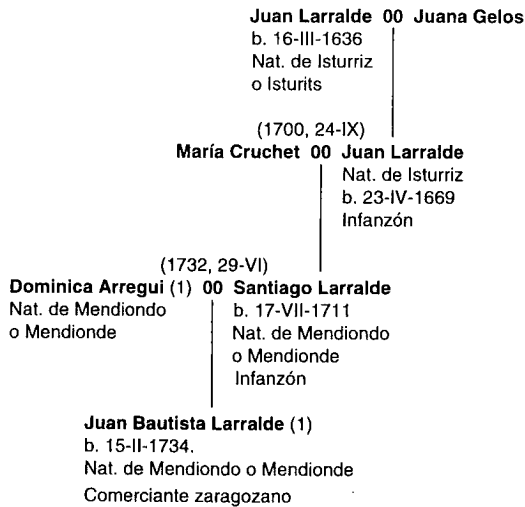 Juan Larralde 00 Juana Gelos
b. 16-III-1636
Nat. de Isturriz
o Isturits
(1700, 24-IX)
María Cruchet 00 Juan Larralde
Nat. de Isturriz
b. 23-IV-1669
Infanzón
(1732, 29-VI)
Dominica Arregui (1) 00 Santiago Larralde
Nat. de Mendiondo
o Mendionde
b. 17-VII-1711
Nat. de Mendiondo
o Mendionde
Infanzón
Juan Bautista Larralde (1)
b. 15-II-1734.
Nat. de Mendiondo o Mendionde
Comerciante zaragozano